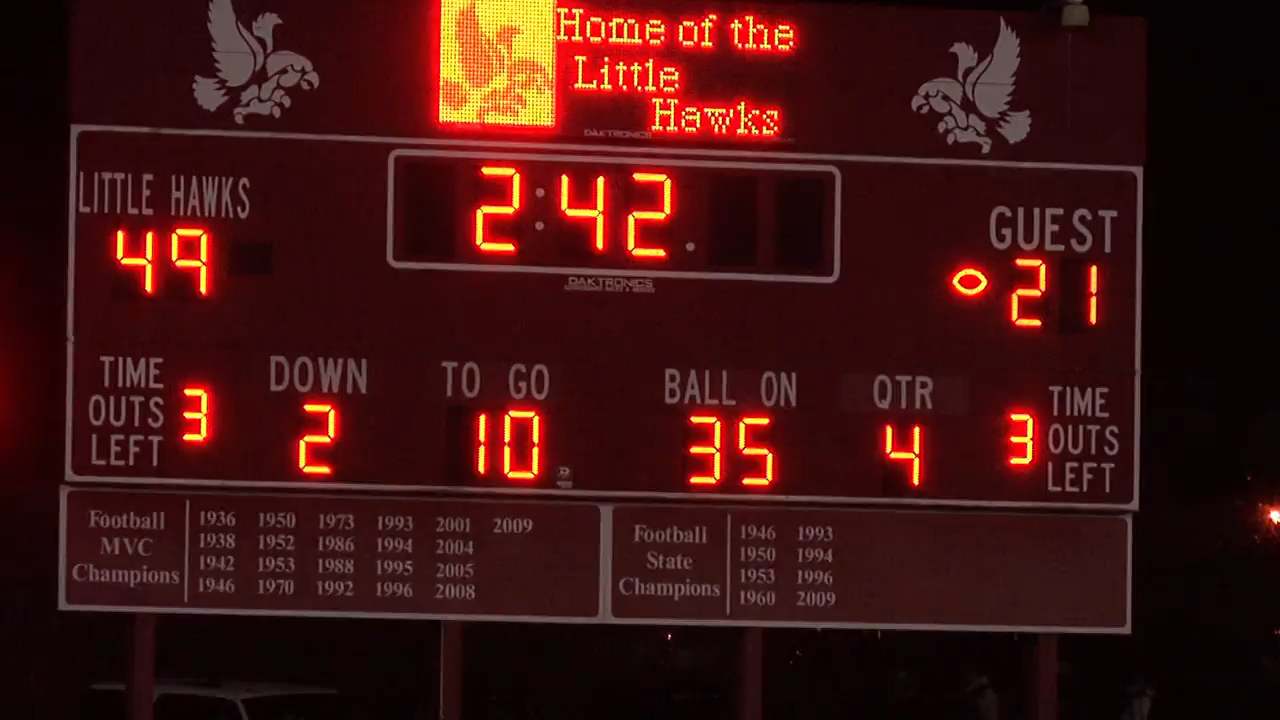 Home of the
Little
Hawks
DAKTRONICS
2:42.
LITTLE HAWKS
49
GUEST
21
DAKTRONICS
TIME OUTS LEFT
3
DOWN
2
TO GO
10
BALL ON
35
QTR
4
3
TIME OUTS LEFT
Football MVC Champions
1936 1950 1973 1993 2001 2009
1938 1952 1986 1994 2004
1942 1953 1988 1995 2005
1946 1970 1992 1996 2008
Football State Champions
1946 1993
1950 1994
1953 1996
1960 2009